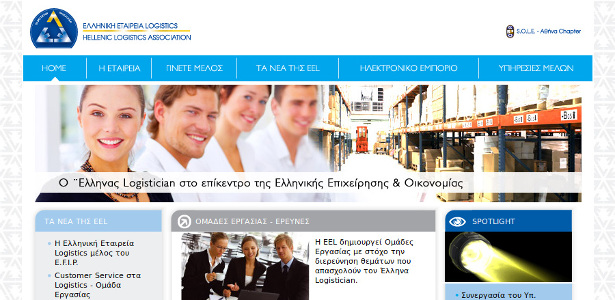 ΕΛΛΗΝΙΚΗ ΕΤΑΙΡΕΙΑ LOGISTICS
HELLENIC LOGISTICS ASSOCIATION
S.O.L.E. - Αθήνα Chapter
HOME
Η ΕΤΑΙΡΕΙΑ
ΓΙΝΕΤΕ ΜΕΛΟΣ
ΤΑ ΝΕΑ ΤΗΣ EEL
ΗΛΕΚΤΡΟΝΙΚΟ ΕΜΠΟΡΙΟ
ΥΠΗΡΕΣΙΕΣ ΜΕΛΩΝ
Ο ¨Ελληνας Logistician στο επίκεντρο της Ελληνικής Επιχείρησης & Οικονομίας
ΤΑ ΝΕΑ ΤΗΣ EEL
Η Ελληνική Εταιρεία
Logistics μέλος του
E.F.I.P.
Customer Service στα
Logistics - Ομάδα
Εργασίας
ΟΜΑΔΕΣ ΕΡΓΑΣΙΑΣ - ΕΡΕΥΝΕΣ
Η EEL δημιουργεί Ομάδες
Εργασίας με στόχο την
διερεύνηση θεμάτων που
απασχολούν τον Έλληνα
Logistician.
SPOTLIGHT
Συνεργασία του Υπ.